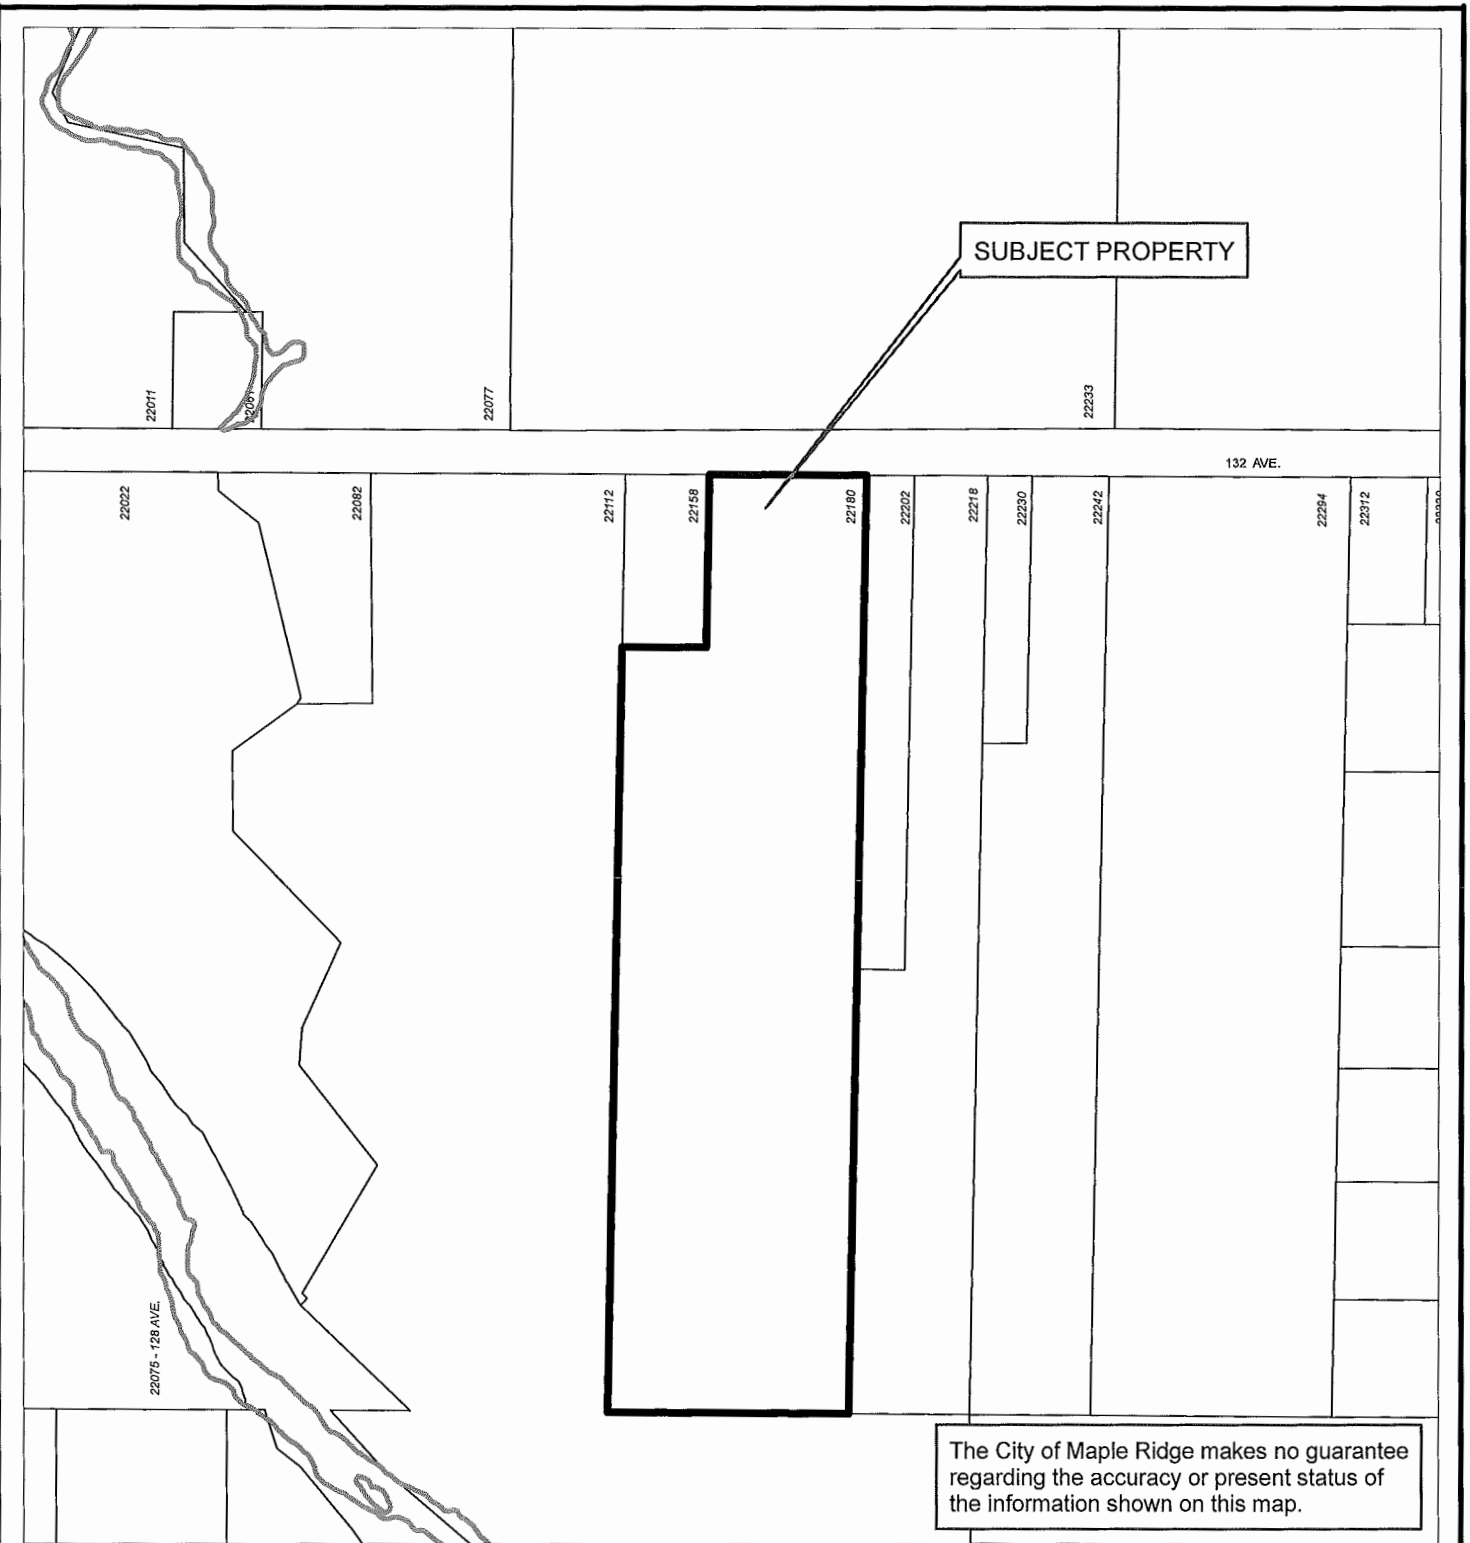 SUBJECT PROPERTY
22011
22077
22233
132 AVE.
22022
22082
22112
22158
22180
22202
22218
22230
22242
22294
22312
22075 - 128 AVE.
The City of Maple Ridge makes no guarantee
regarding the accuracy or present status of
the information shown on this map.